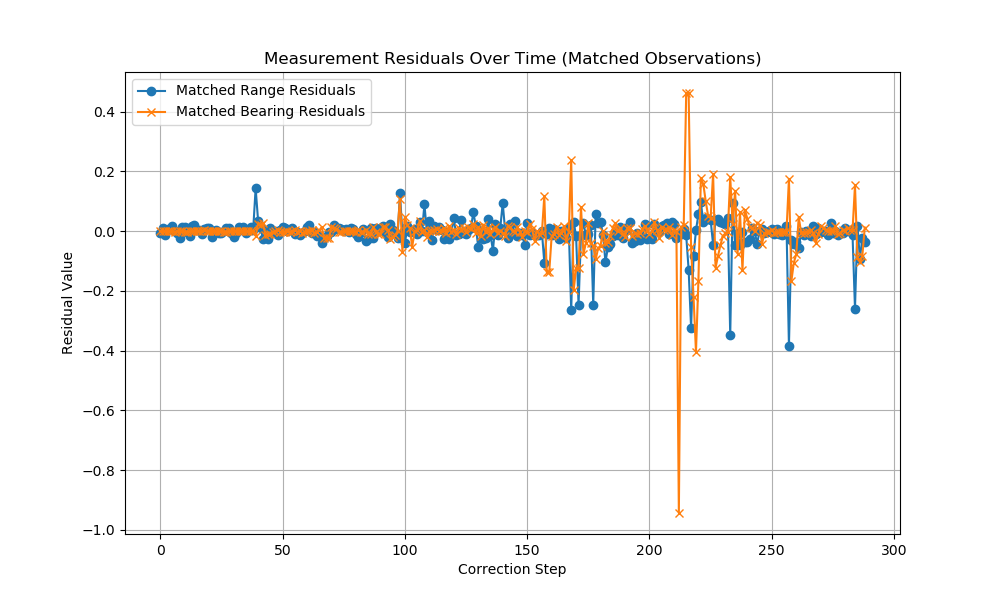 Measurement Residuals Over Time (Matched Observations)
Matched Range Residuals
Matched Bearing Residuals
Residual Value
0.4
0.2
0.0
−0.2
−0.4
−0.6
−0.8
−1.0
0 50 100 150 200 250 300
Correction Step